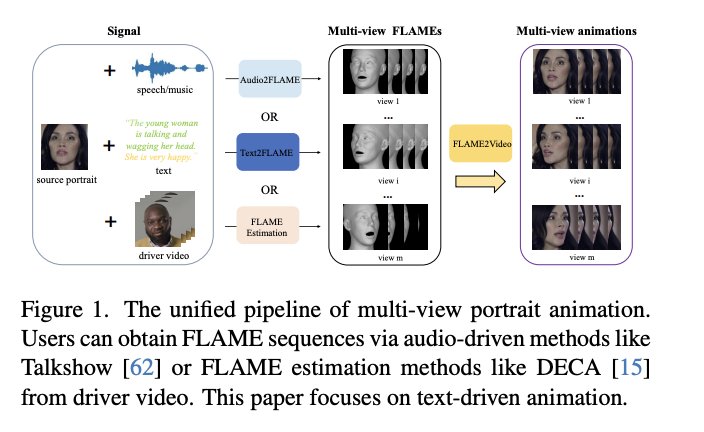 Signal
Multi-view FLAMEs
Multi-view animations
+
speech/music
Audio2FLAME
view 1
view 1
OR
...
...
"The young woman
is talking and
wagging her head.
She is very happy."
+
text
source portrait
Text2FLAME
FLAME2Video
view i
view i
OR
...
...
+
driver video
FLAME
Estimation
view m
view m
Figure 1. The unified pipeline of multi-view portrait animation.
Users can obtain FLAME sequences via audio-driven methods like
Talkshow [62] or FLAME estimation methods like DECA [15]
from driver video. This paper focuses on text-driven animation.